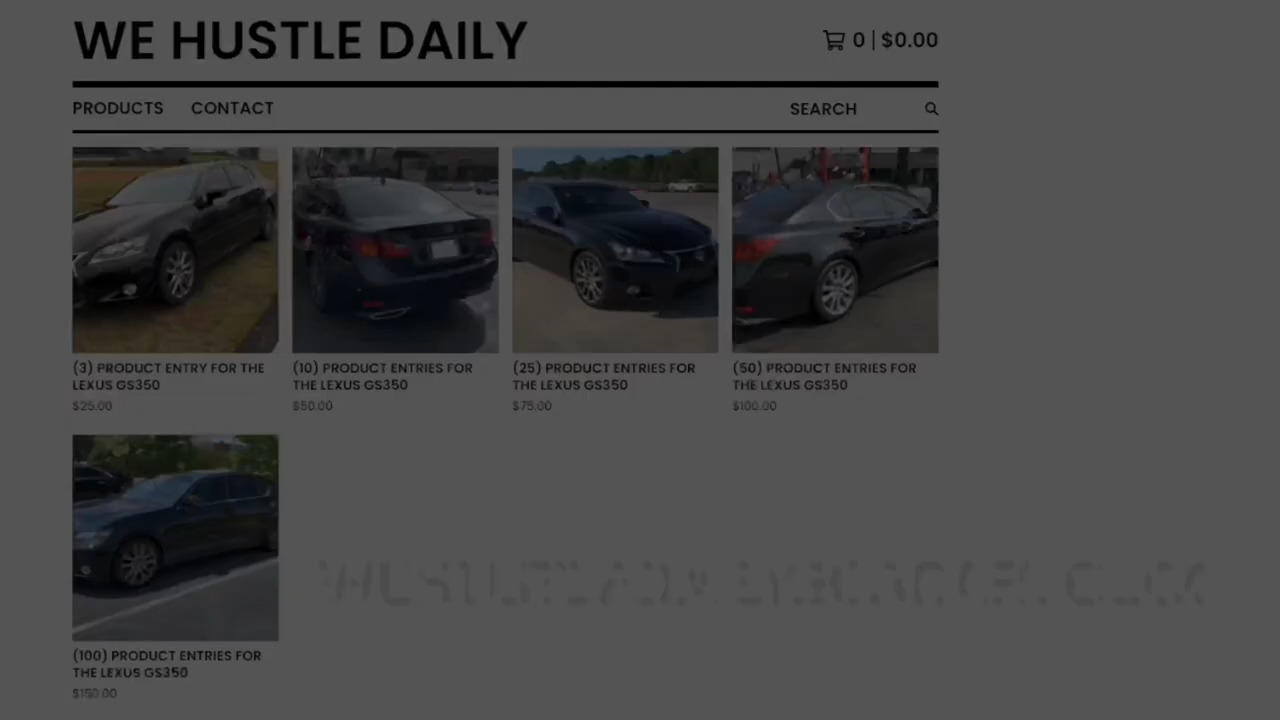 WE HUSTLE DAILY
0 | $0.00
PRODUCTS CONTACT SEARCH
(3) PRODUCT ENTRY FOR THE
LEXUS GS350
$25.00
(10) PRODUCT ENTRIES FOR
THE LEXUS GS350
$50.00
(25) PRODUCT ENTRIES FOR
THE LEXUS GS350
$75.00
(50) PRODUCT ENTRIES FOR
THE LEXUS GS350
$100.00
(100) PRODUCT ENTRIES FOR
THE LEXUS GS350
$150.00